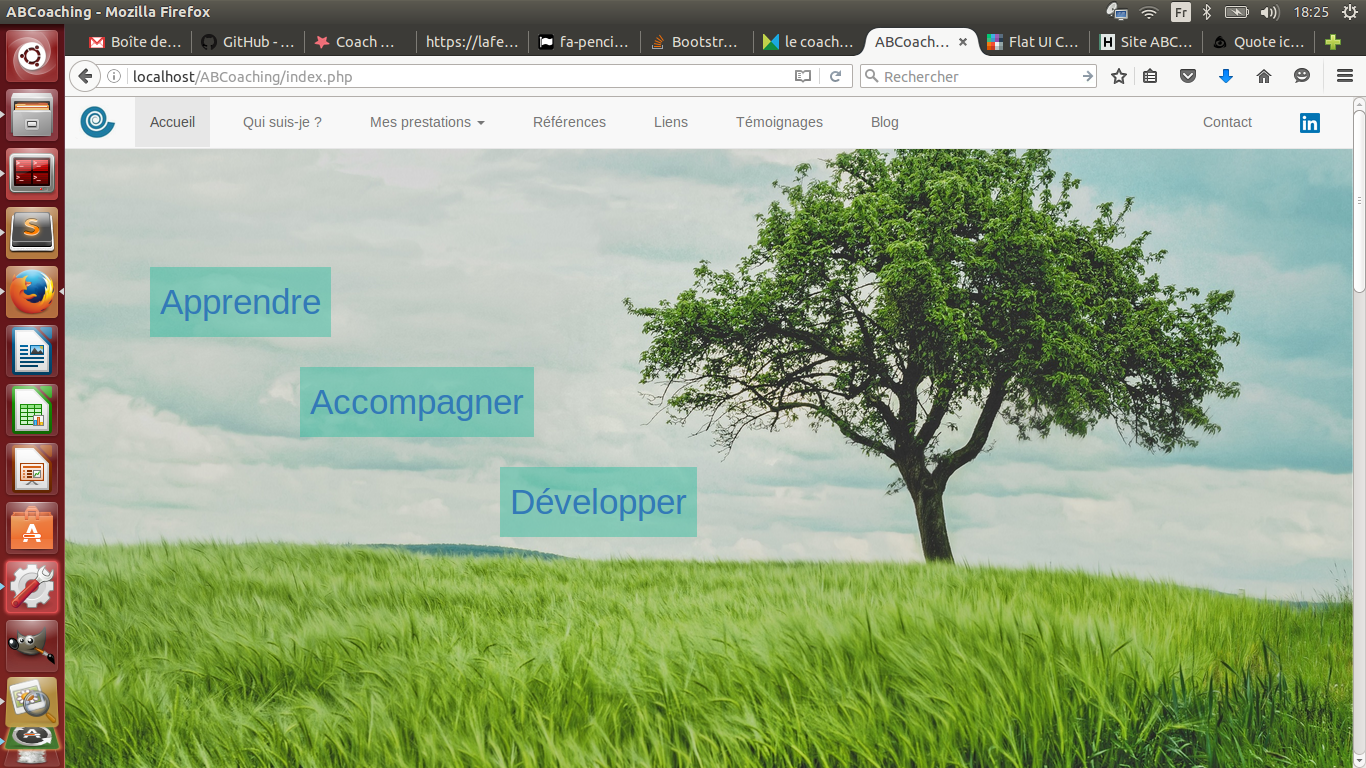 ABCoaching - Mozilla Firefox
Fr
18:25
Boîte de…
GitHub - …
Coach …
https://lafe…
fa-penci…
Bootstr…
le coach…
ABCoach…
Flat UI C…
Site ABC…
Quote ic…
localhost/ABCoaching/index.php
Rechercher
Accueil
Qui suis-je ?
Mes prestations
Références
Liens
Témoignages
Blog
Contact
in
Apprendre
Accompagner
Développer